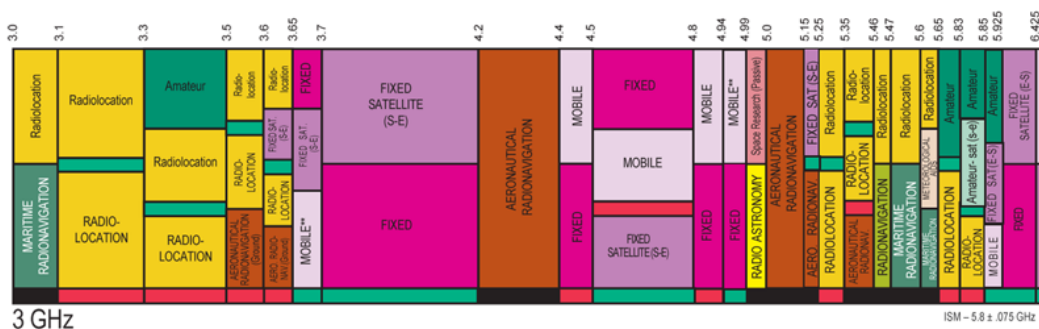 3.0
3.1
3.3
3.5
3.6
3.65
3.7
4.2
4.4
4.5
4.8
4.94
4.99
5.0
5.15
5.25
5.35
5.46
5.47
5.6
5.65
5.83
5.85
5.925
6.425
Radiolocation
MARITIME
RADIONAVIGATION
Radiolocation
RADIO-
LOCATION
Amateur
Radiolocation
RADIO-
LOCATION
Radio-
location
RADIO-
LOCATION
AERONAUTICAL
RADIONAVIGATION
(Ground)
Radio-
location
FIXED SAT.
(S-E)
RADIO-
LOCATION
AERO. RADIO-
NAV.(Ground)
FIXED
FIXED SAT.
(S-E)
MOBILE**
FIXED
SATELLITE
(S-E)
FIXED
AERONAUTICAL
RADIONAVIGATION
MOBILE
FIXED
FIXED
MOBILE
FIXED
SATELLITE (S-E)
MOBILE
FIXED
MOBILE**
FIXED
Space Research (Passive)
RADIO ASTRONOMY
AERONAUTICAL
RADIONAVIGATION
FIXED SAT (S-E)
AERO. RADIONAV.
Radiolocation
RADIOLOCATION
Radio-
location
RADIO-
LOCATION
AERONAUTICAL
RADIONAV.
Radiolocation
RADIONAVIGATION
Radiolocation
MARITIME
RADIONAVIGATION
Radiolocation
METEOROLOGICAL
AIDS
MARITIME
RADIONAVIGATION
Amateur
RADIOLOCATION
Amateur
Amateur- sat (s-e)
RADIO-
LOCATION
Amateur
FIXED SAT(E-S)
MOBILE
FIXED
SATELLITE (E-S)
FIXED
3 GHz
ISM – 5.8 ± .075 GHz